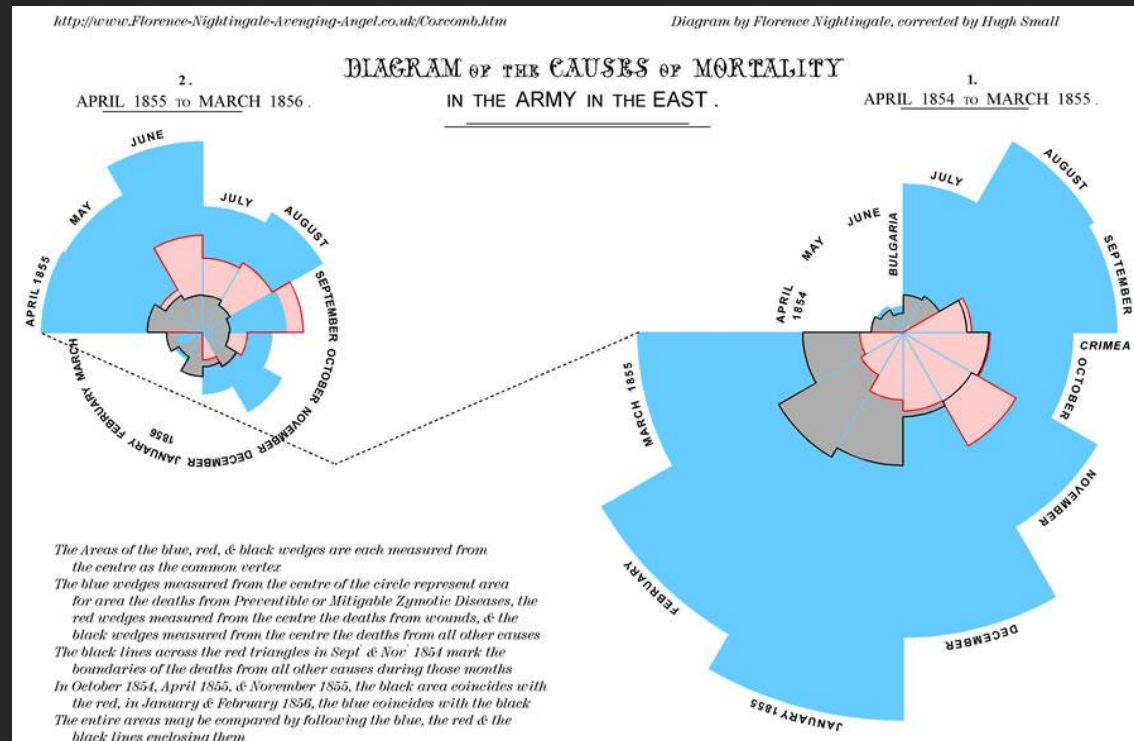 http://www.Florence-Nightingale-Avenging-Angel.co.uk/Coxcomb.htm
Diagram by Florence Nightingale, corrected by Hugh Small
DIAGRAM OF THE CAUSES OF MORTALITY
IN THE ARMY IN THE EAST.
2.
APRIL 1855 TO MARCH 1856.
1.
APRIL 1854 TO MARCH 1855.
APRIL 1855
MAY
JUNE
JULY
AUGUST
SEPTEMBER
OCTOBER
NOVEMBER
DECEMBER
JANUARY
1856
FEBRUARY
MARCH
APRIL
1854
MAY
JUNE
BULGARIA
JULY
AUGUST
SEPTEMBER
CRIMEA
OCTOBER
NOVEMBER
DECEMBER
JANUARY 1855
FEBRUARY
MARCH 1855
The Areas of the blue, red, & black wedges are each measured from
the centre as the common vertex
The blue wedges measured from the centre of the circle represent area
for area the deaths from Preventible or Mitigable Zymotic Diseases, the
red wedges measured from the centre the deaths from wounds, & the
black wedges measured from the centre the deaths from all other causes
The black lines across the red triangles in Sept' & Nov' 1854 mark the
boundaries of the deaths from all other causes during those months
In October 1854, April 1855, & November 1855, the black area coincides with
the red, in January & February 1856, the blue coincides with the black
The entire areas may be compared by following the blue, the red & the
black lines enclosing them